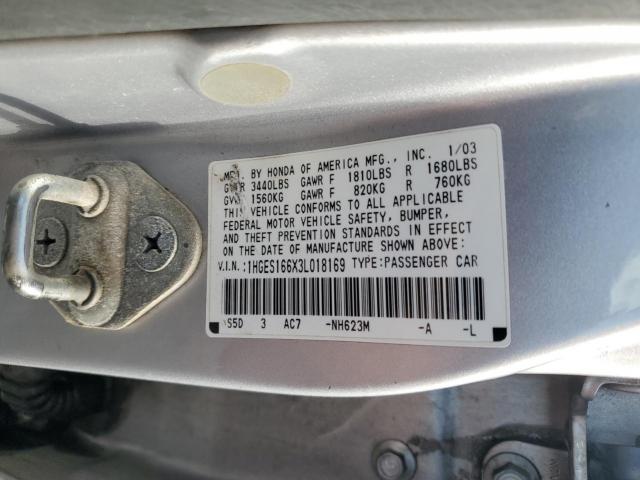 MFD. BY HONDA OF AMERICA MFG., INC. 1/03
GVWR 3440LBS GAWR F 1810LBS R 1680LBS
GVW 1560KG GAWR F 820KG R 760KG
THIS VEHICLE CONFORMS TO ALL APPLICABLE
FEDERAL MOTOR VEHICLE SAFETY, BUMPER,
AND THEFT PREVENTION STANDARDS IN EFFECT
ON THE DATE OF MANUFACTURE SHOWN ABOVE:
V.I.N.:1HGES166X3L018169 TYPE:PASSENGER CAR
S5D 3 AC7 -NH623M -A -L